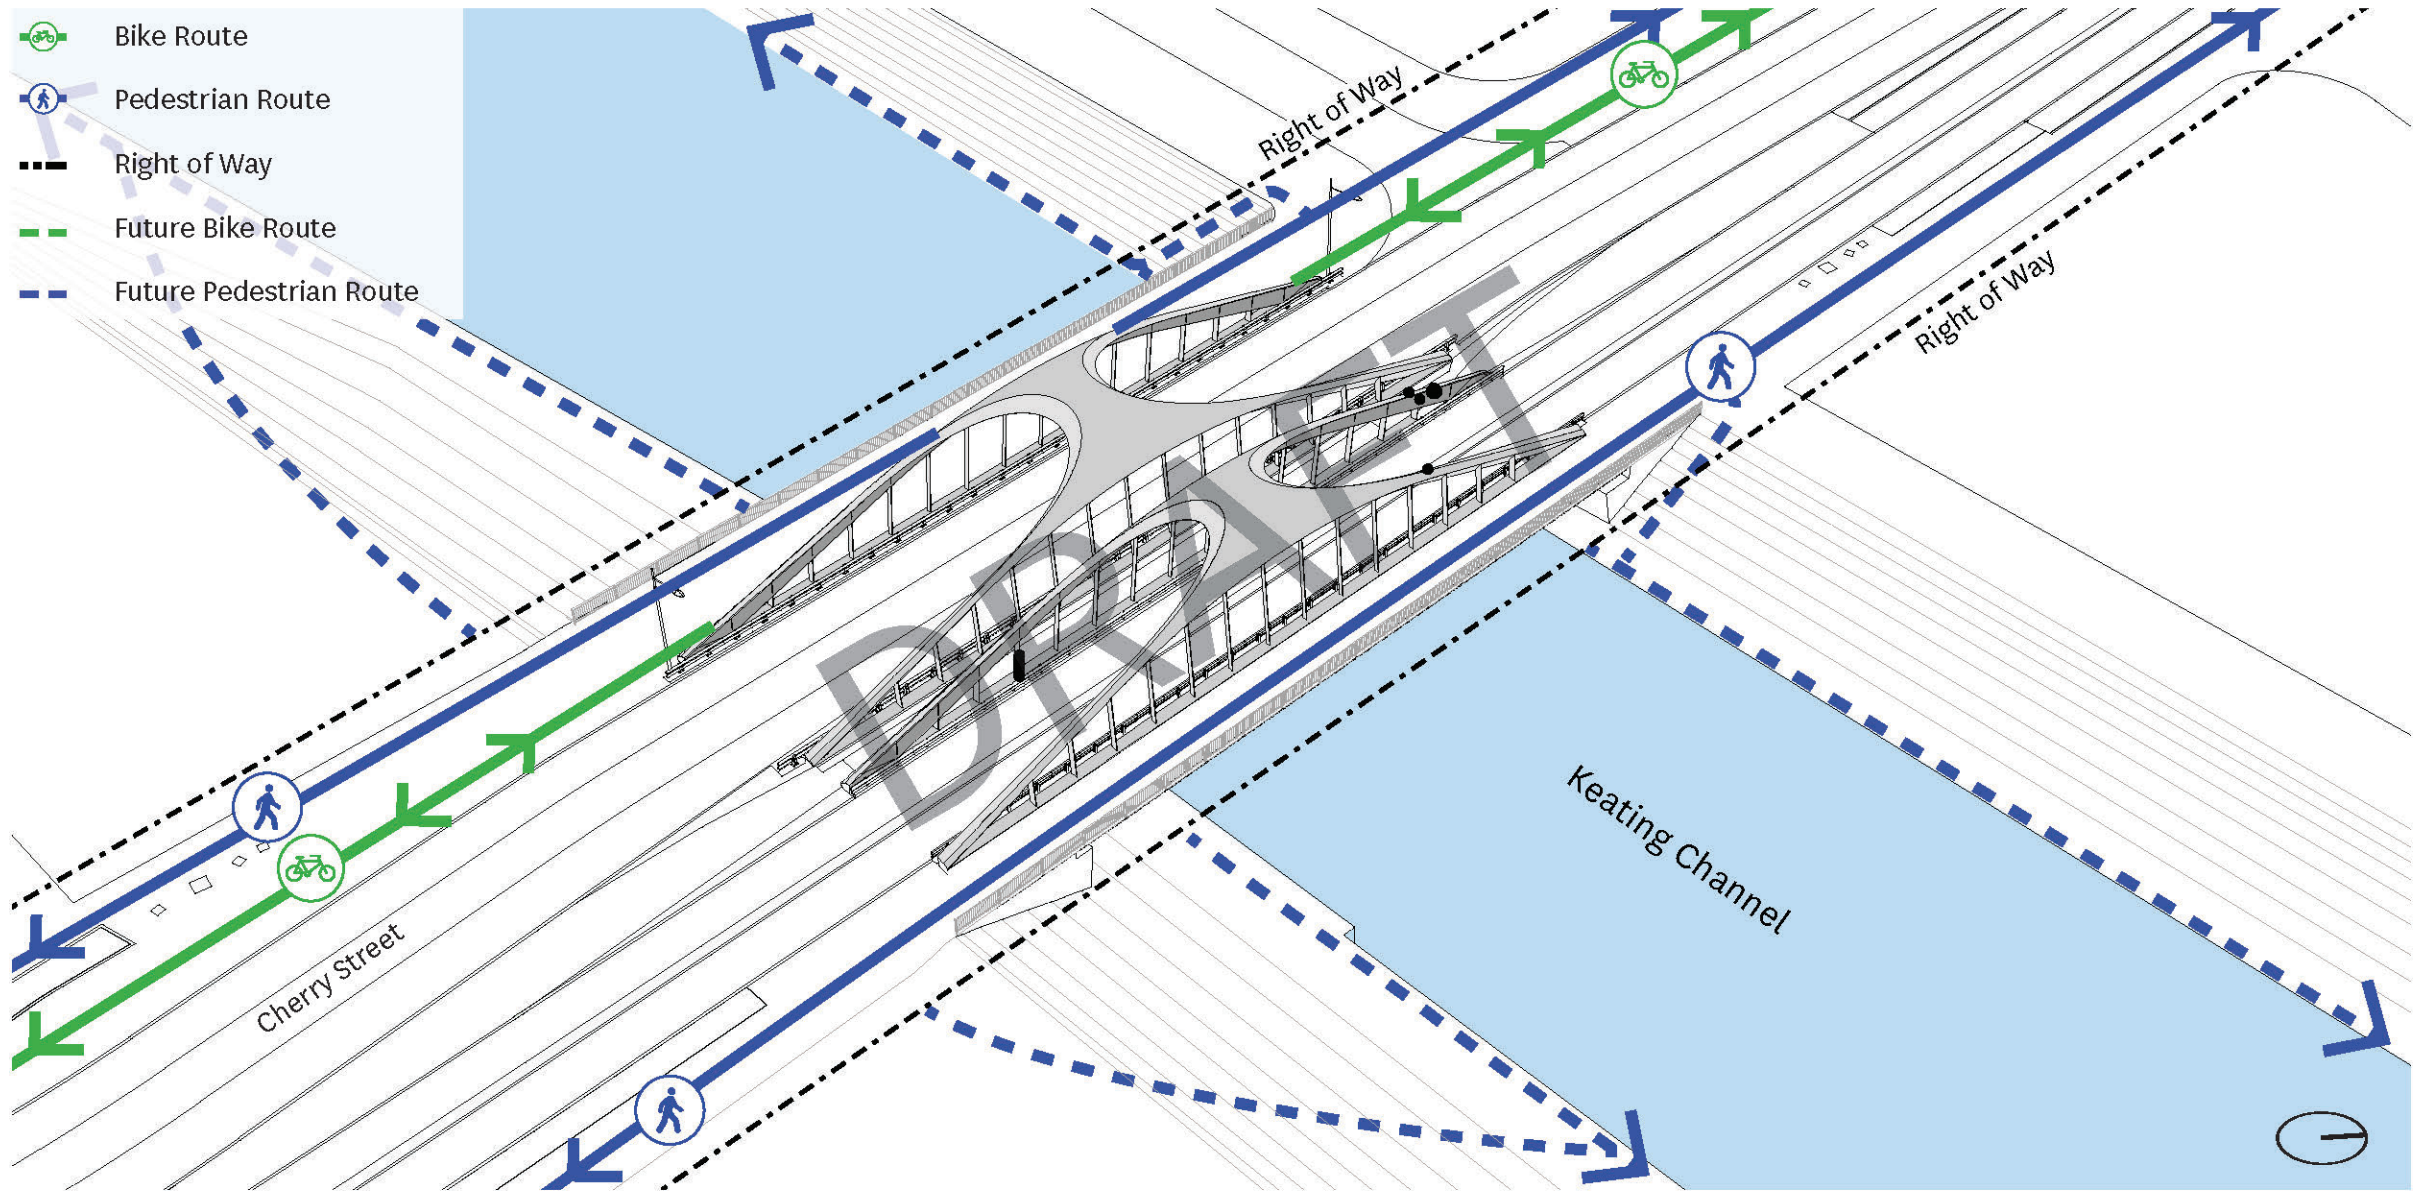 Bike Route
Pedestrian Route
Right of Way
Future Bike Route
Future Pedestrian Route
Right of Way
Right of Way
DRAFT
Keating Channel
Cherry Street